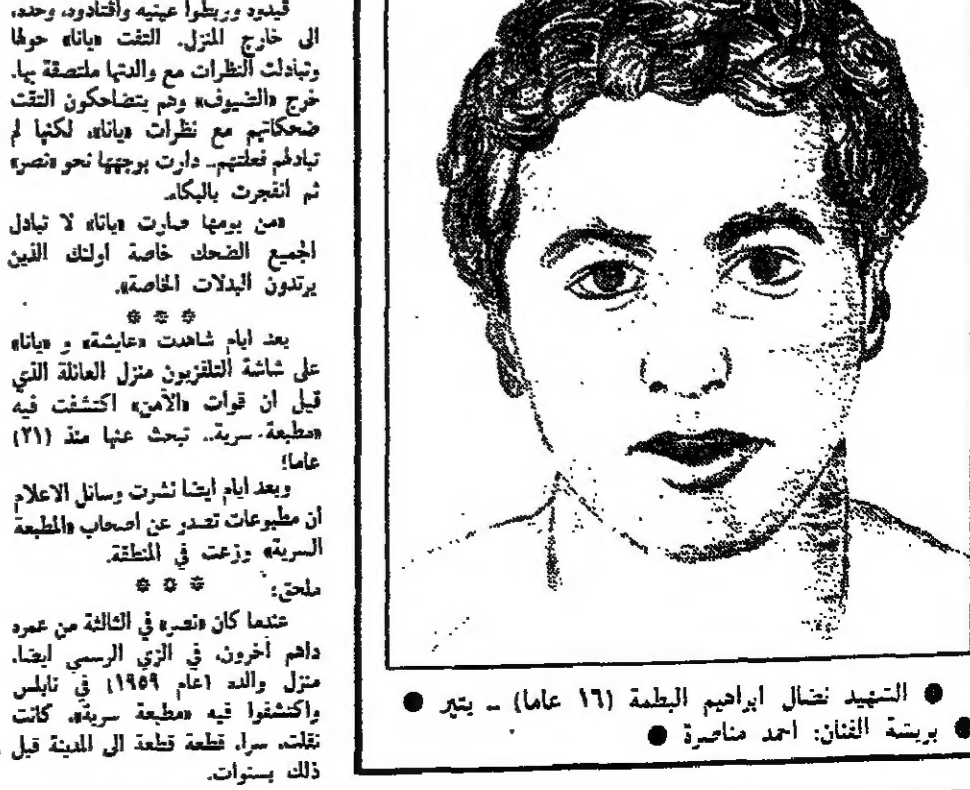 قيدوه وربطوا عينيه واقتادوه، وحده،
الى خارج المنزل. التفت «يانا» حولها
وتبادلت النظرات مع والدتها ملتصقة بها.
خرج «الضيوف» وهم يتضاحكون التقت
ضحكاتهم مع نظرات «يانا»، لكنها لم
تبادلهم فعلتهم.. دارت بوجهها نحو «نصر»
ثم انفجرت بالبكاء.
«من يومها صارت «يانا» لا تبادل
الجميع الضحك خاصة اولئك الذين
يرتدون البدلات الخاصة».
❊ ❊ ❊
بعد ايام شاهدت «عايشة» و «يانا»
على شاشة التلفزيون منزل العائلة الذي
قيل ان قوات «الأمن» اكتشفت فيه
«مطبعة سرية.. تبحث عنها منذ (٢١)
عاما!
وبعد ايام ايضا نشرت وسائل الاعلام
أن مطبوعات تصدر عن اصحاب «المطبعة
السرية» وزعت في المنطقة.
ملحق: ❊ ❊ ❊
عندما كان «نصر» في الثالثة من عمره
داهم آخرون، في الزي الرسمي ايضا،
منزل والده (عام ١٩٥٩) في نابلس
واكتشفوا فيه «مطبعة سرية»، كانت
نقلت، سرا، قطعة قطعة الى المدينة قبل
ذلك بسنوات.
● الشهيد نضال ابراهيم البطمة (١٦ عاما) ـ بتير ●
● بريشة الفنان: احمد مناصرة ●